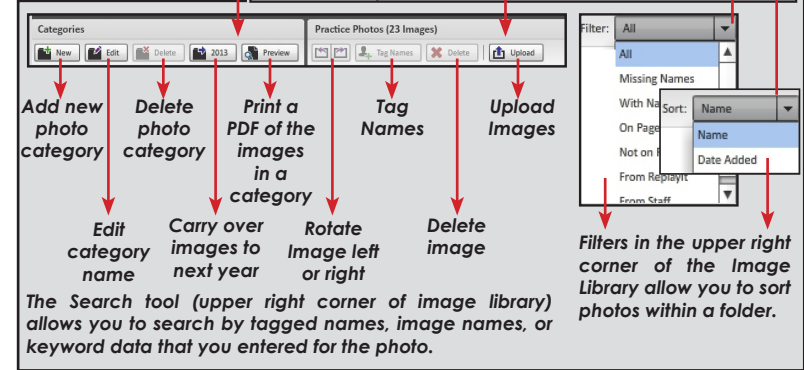 Categories
Practice Photos (23 Images)
New Edit Delete 2013 Preview
Tag Names Delete Upload
Filter: All
All
Missing Names
With Na
On Page
Not on
From Replayit
From Staff
Sort: Name
Name
Date Added
Add new
photo
category
Delete
photo
category
Print a
PDF of the
images
in a
category
Tag
Names
Upload
Images
Edit
category
name
Carry over
images to
next year
Rotate
Image left
or right
Delete
image
Filters in the upper right
corner of the Image
Library allow you to sort
photos within a folder.
The Search tool (upper right corner of image library)
allows you to search by tagged names, image names, or
keyword data that you entered for the photo.